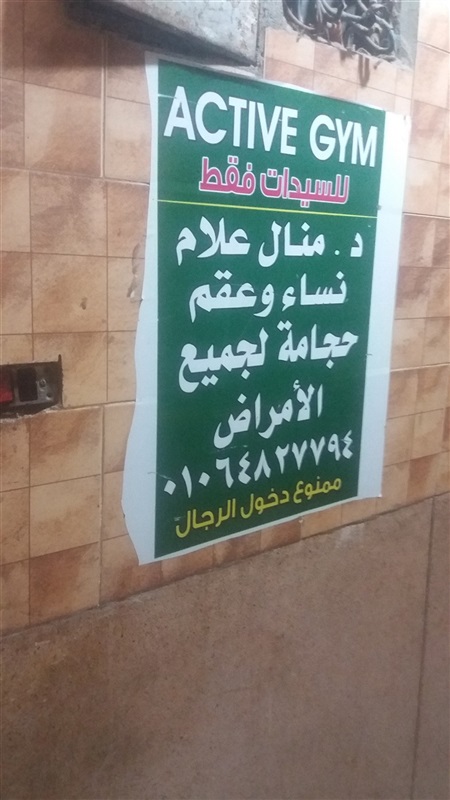 ACTIVE GYM
للسيدات فقط
د . منال علام
نساء وعقم
حجامة لجميع
الأمراض
٠١٠٦٤٨٢٧٧٩٤
ممنوع دخول الرجال